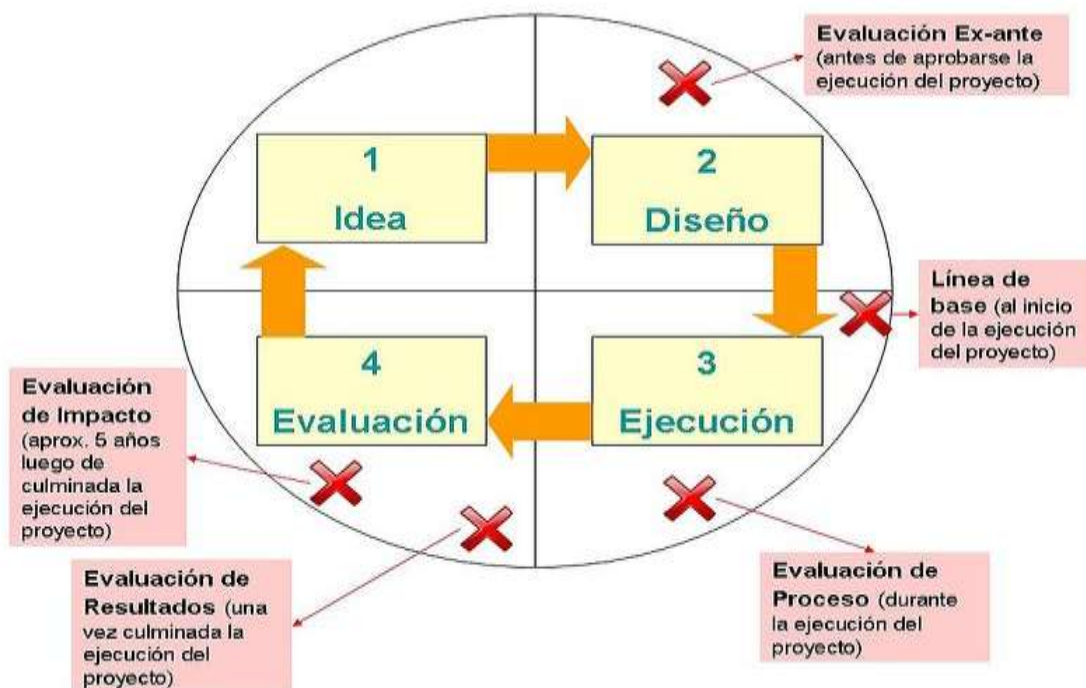 Evaluación Ex-ante
(antes de aprobarse la
ejecución del proyecto)
1
Idea
2
Diseño
Línea de
base (al inicio
de la ejecución
del proyecto)
4
Evaluación
3
Ejecución
Evaluación
de Impacto
(aprox. 5 años
luego de
culminada la
ejecución del
proyecto)
Evaluación de
Resultados (una
vez culminada la
ejecución del
proyecto)
Evaluación de
Proceso (durante
la ejecución del
proyecto)